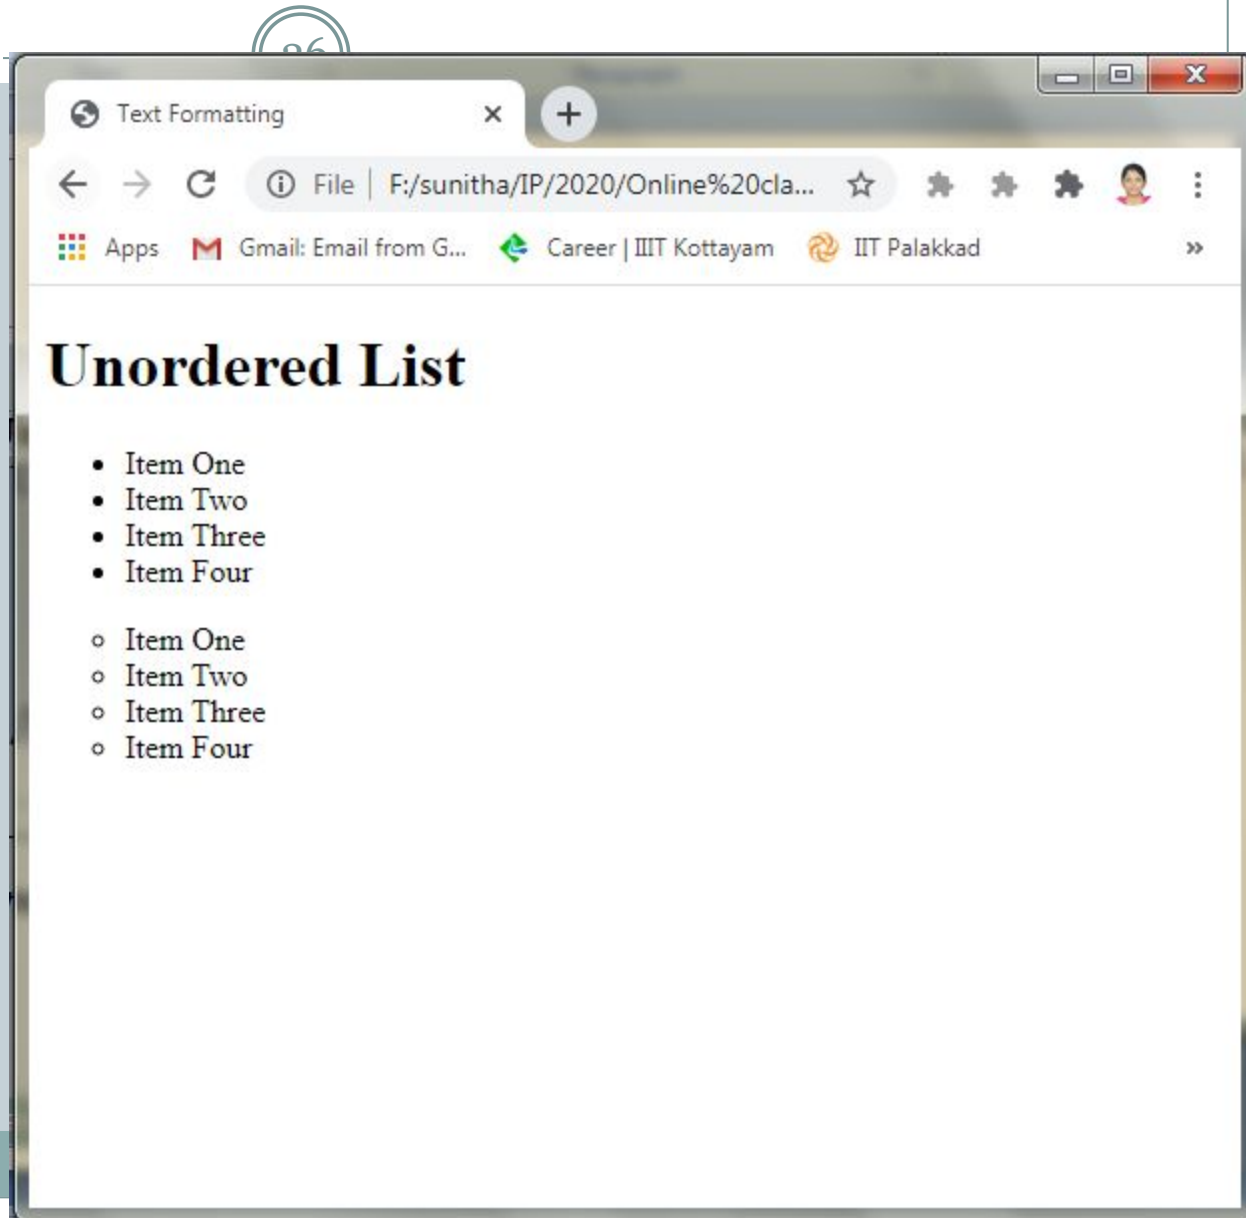 26
Text Formatting
File | F:/sunitha/IP/2020/Online%20cla...
Apps Gmail: Email from G... Career | IIIT Kottayam IIT Palakkad »
Unordered List
• Item One
• Item Two
• Item Three
• Item Four
◦ Item One
◦ Item Two
◦ Item Three
◦ Item Four